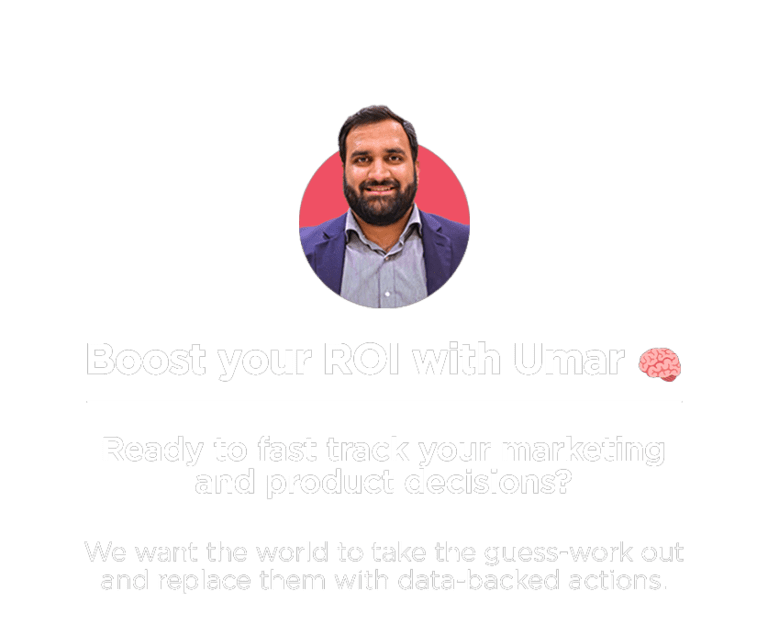 Boost your ROI with Umar 🧠
Ready to fast track your marketing
and product decisions?
We want the world to take the guess-work out
and replace them with data-backed actions.